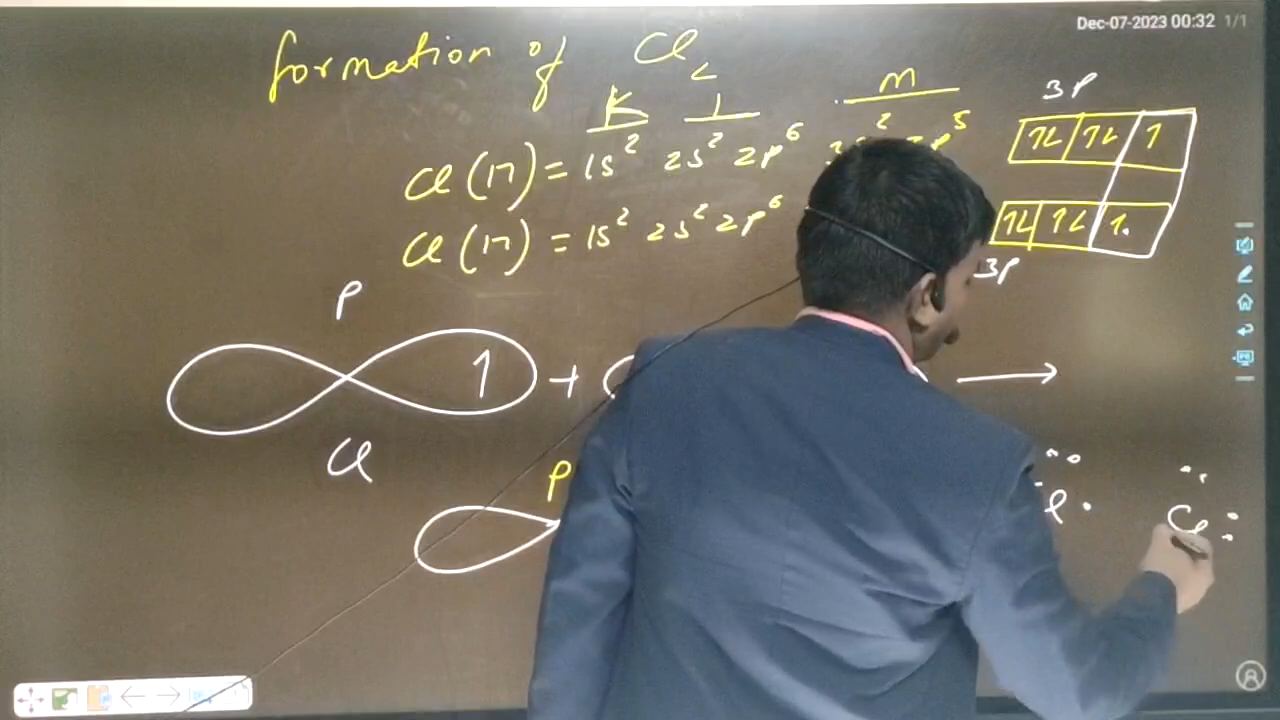 Dec-07-2023 00:32 1/1
formation of Cl₂
K L M
3P
Cl (17) = 1S² 2S² 2P⁶
1L 1L 1
Cl (17) = 1S² 2S² 2P⁶
1L 1L 1.
3P
P
1 + →
Cl
P
Cl